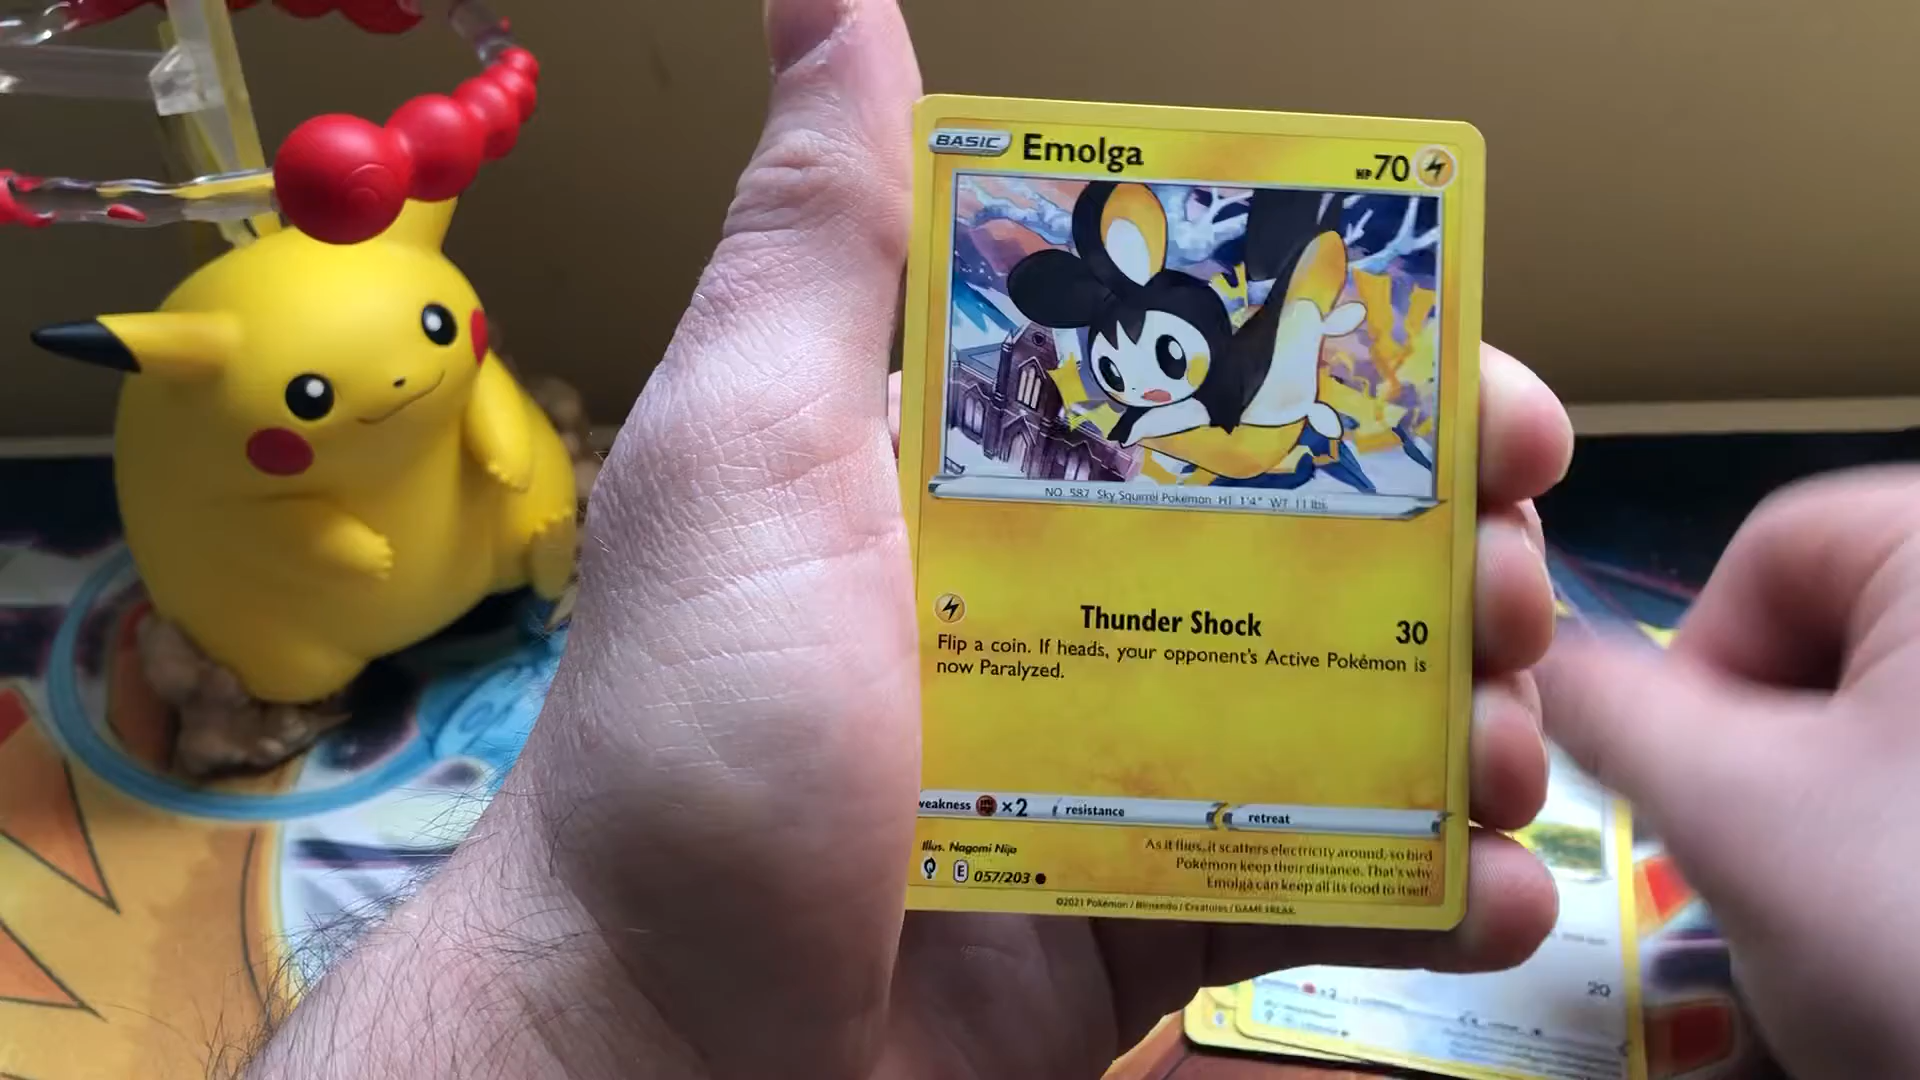 BASIC Emolga HP70
NO. 587 Sky Squirrel Pokémon HT 1'4" WT 11 lbs.
Thunder Shock 30
Flip a coin. If heads, your opponent's Active Pokémon is
now Paralyzed.
weakness ×2 resistance retreat
Illus. Nagomi Nijo
E 057/203
As it flies, it scatters electricity around, so bird
Pokémon keep their distance. That's why
Emolga can keep all its food to itself.
©2021 Pokémon / Nintendo / Creatures / GAME FREAK.
20
×2